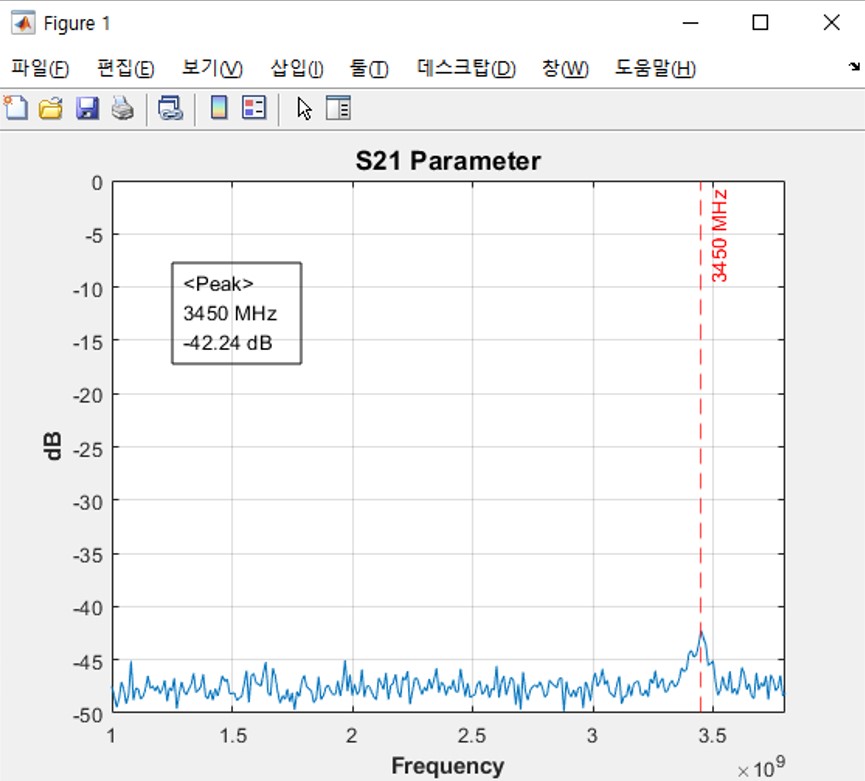 Figure 1
파일(F) 편집(E) 보기(V) 삽입(I) 툴(T) 데스크탑(D) 창(W) 도움말(H)
S21 Parameter
0
-5
-10
-15
-20
-25
-30
-35
-40
-45
-50
dB
<Peak>
3450 MHz
-42.24 dB
3450 MHz
1 1.5 2 2.5 3 3.5
×10⁹
Frequency